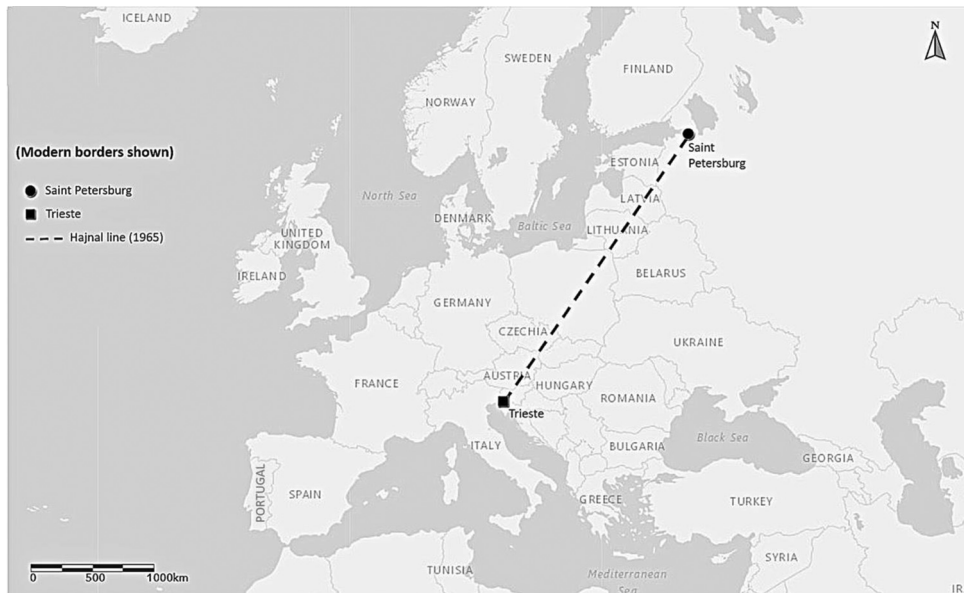 ICELAND
SWEDEN
FINLAND
N
NORWAY
(Modern borders shown)
Saint
Petersburg
ESTONIA
Saint Petersburg
North Sea
LATVIA
Trieste
DENMARK
Baltic Sea
LITHUANIA
Hajnal line (1965)
UNITED
KINGDOM
IRELAND
BELARUS
GERMANY
CZECHIA
UKRAINE
AUSTRIA
FRANCE
HUNGARY
ROMANIA
Trieste
Black Sea
ITALY
BULGARIA
GEORGIA
PORTUGAL
SPAIN
GREECE
TURKEY
SYRIA
0 500 1000km
TUNISIA
Mediterranean
Sea
IR